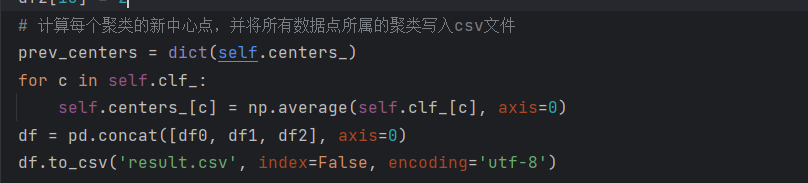 # 计算每个聚类的新中心点，并将所有数据点所属的聚类写入csv文件
prev_centers = dict(self.centers_)
for c in self.clf_:
    self.centers_[c] = np.average(self.clf_[c], axis=0)
df = pd.concat([df0, df1, df2], axis=0)
df.to_csv('result.csv', index=False, encoding='utf-8')